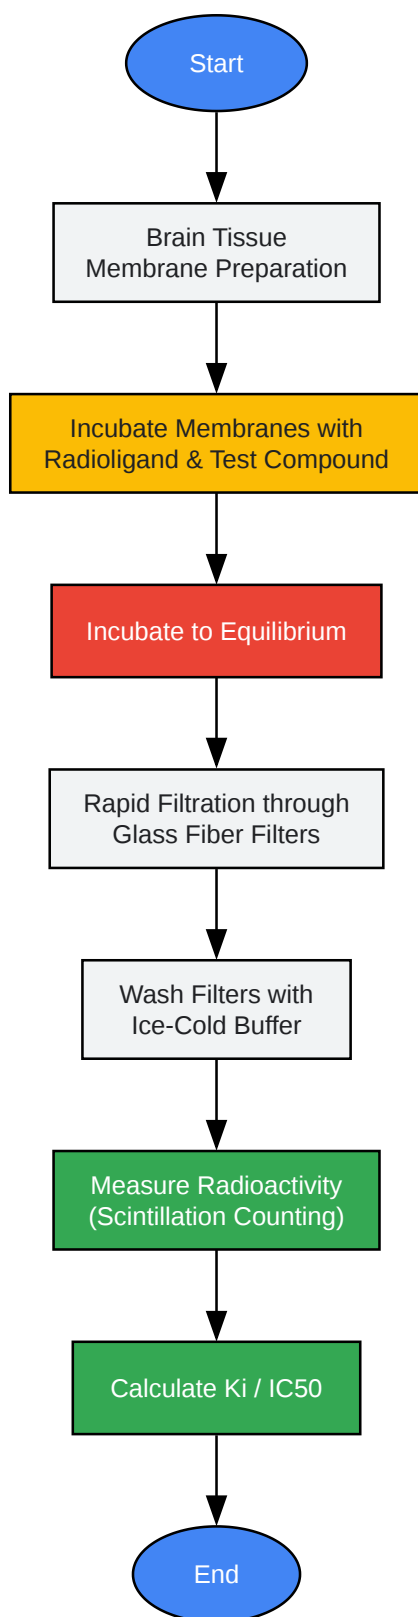 Start
Brain Tissue
Membrane Preparation
Incubate Membranes with
Radioligand & Test Compound
Incubate to Equilibrium
Rapid Filtration through
Glass Fiber Filters
Wash Filters with
Ice-Cold Buffer
Measure Radioactivity
(Scintillation Counting)
Calculate Ki / IC50
End